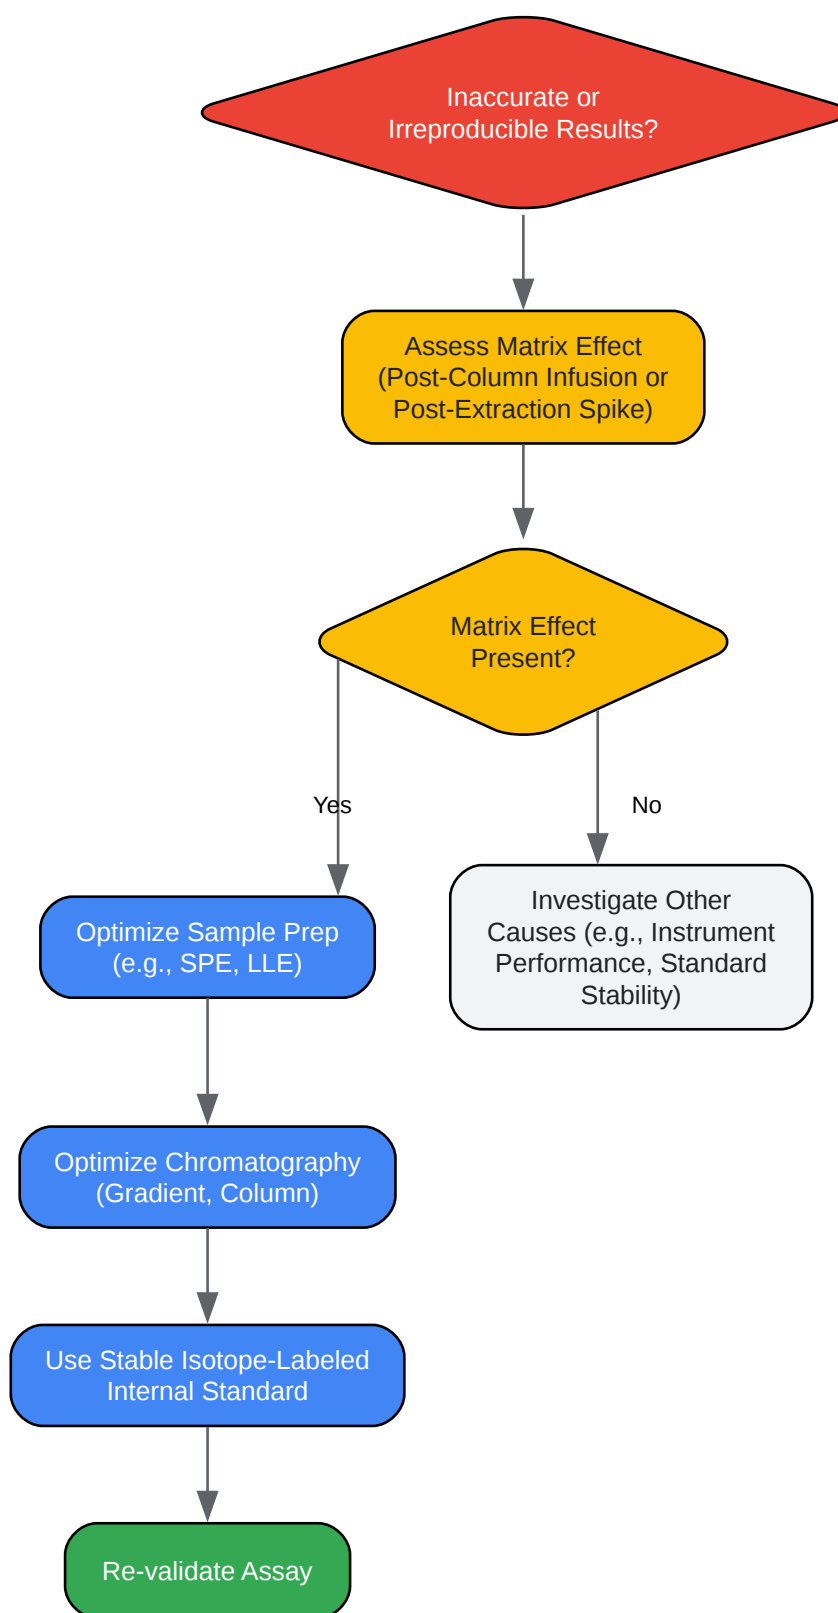 Inaccurate or
Irreproducible Results?
Assess Matrix Effect
(Post-Column Infusion or
Post-Extraction Spike)
Matrix Effect
Present?
Yes
No
Optimize Sample Prep
(e.g., SPE, LLE)
Investigate Other
Causes (e.g., Instrument
Performance, Standard
Stability)
Optimize Chromatography
(Gradient, Column)
Use Stable Isotope-Labeled
Internal Standard
Re-validate Assay